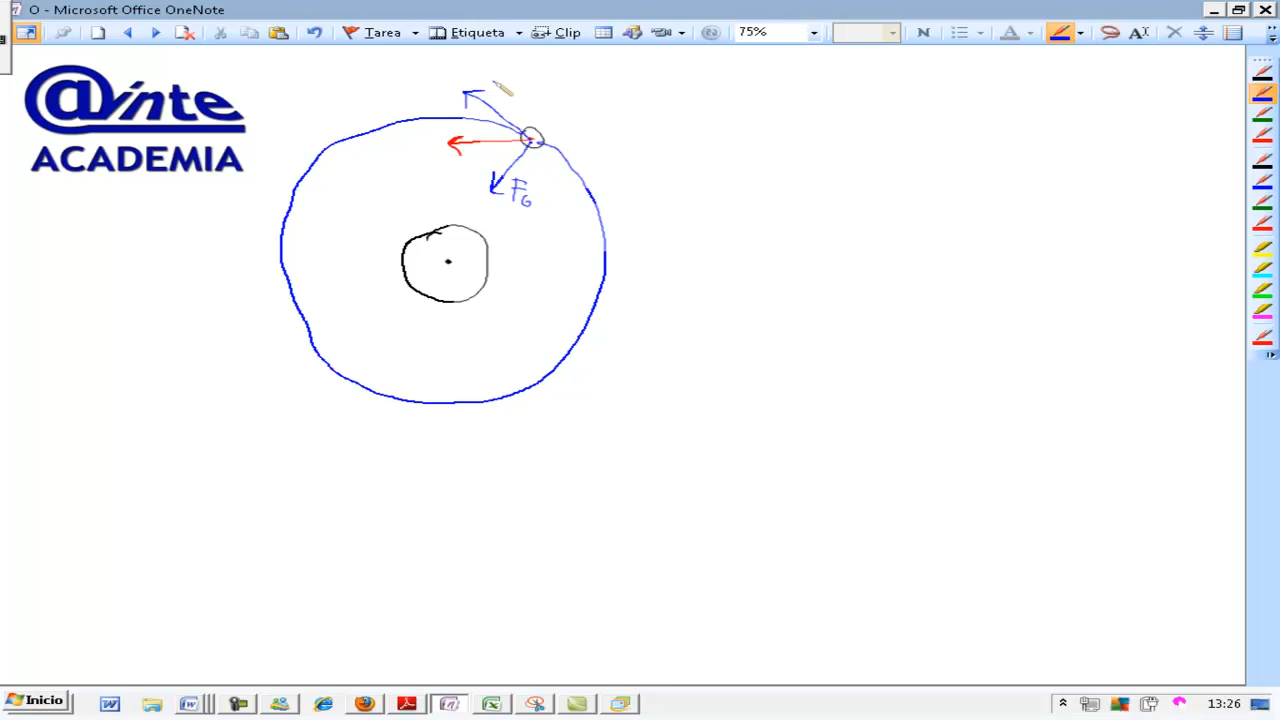 O - Microsoft Office OneNote
Tarea Etiqueta Clip 75% N A A
@inte
ACADEMIA
F_G
Inicio
13:26